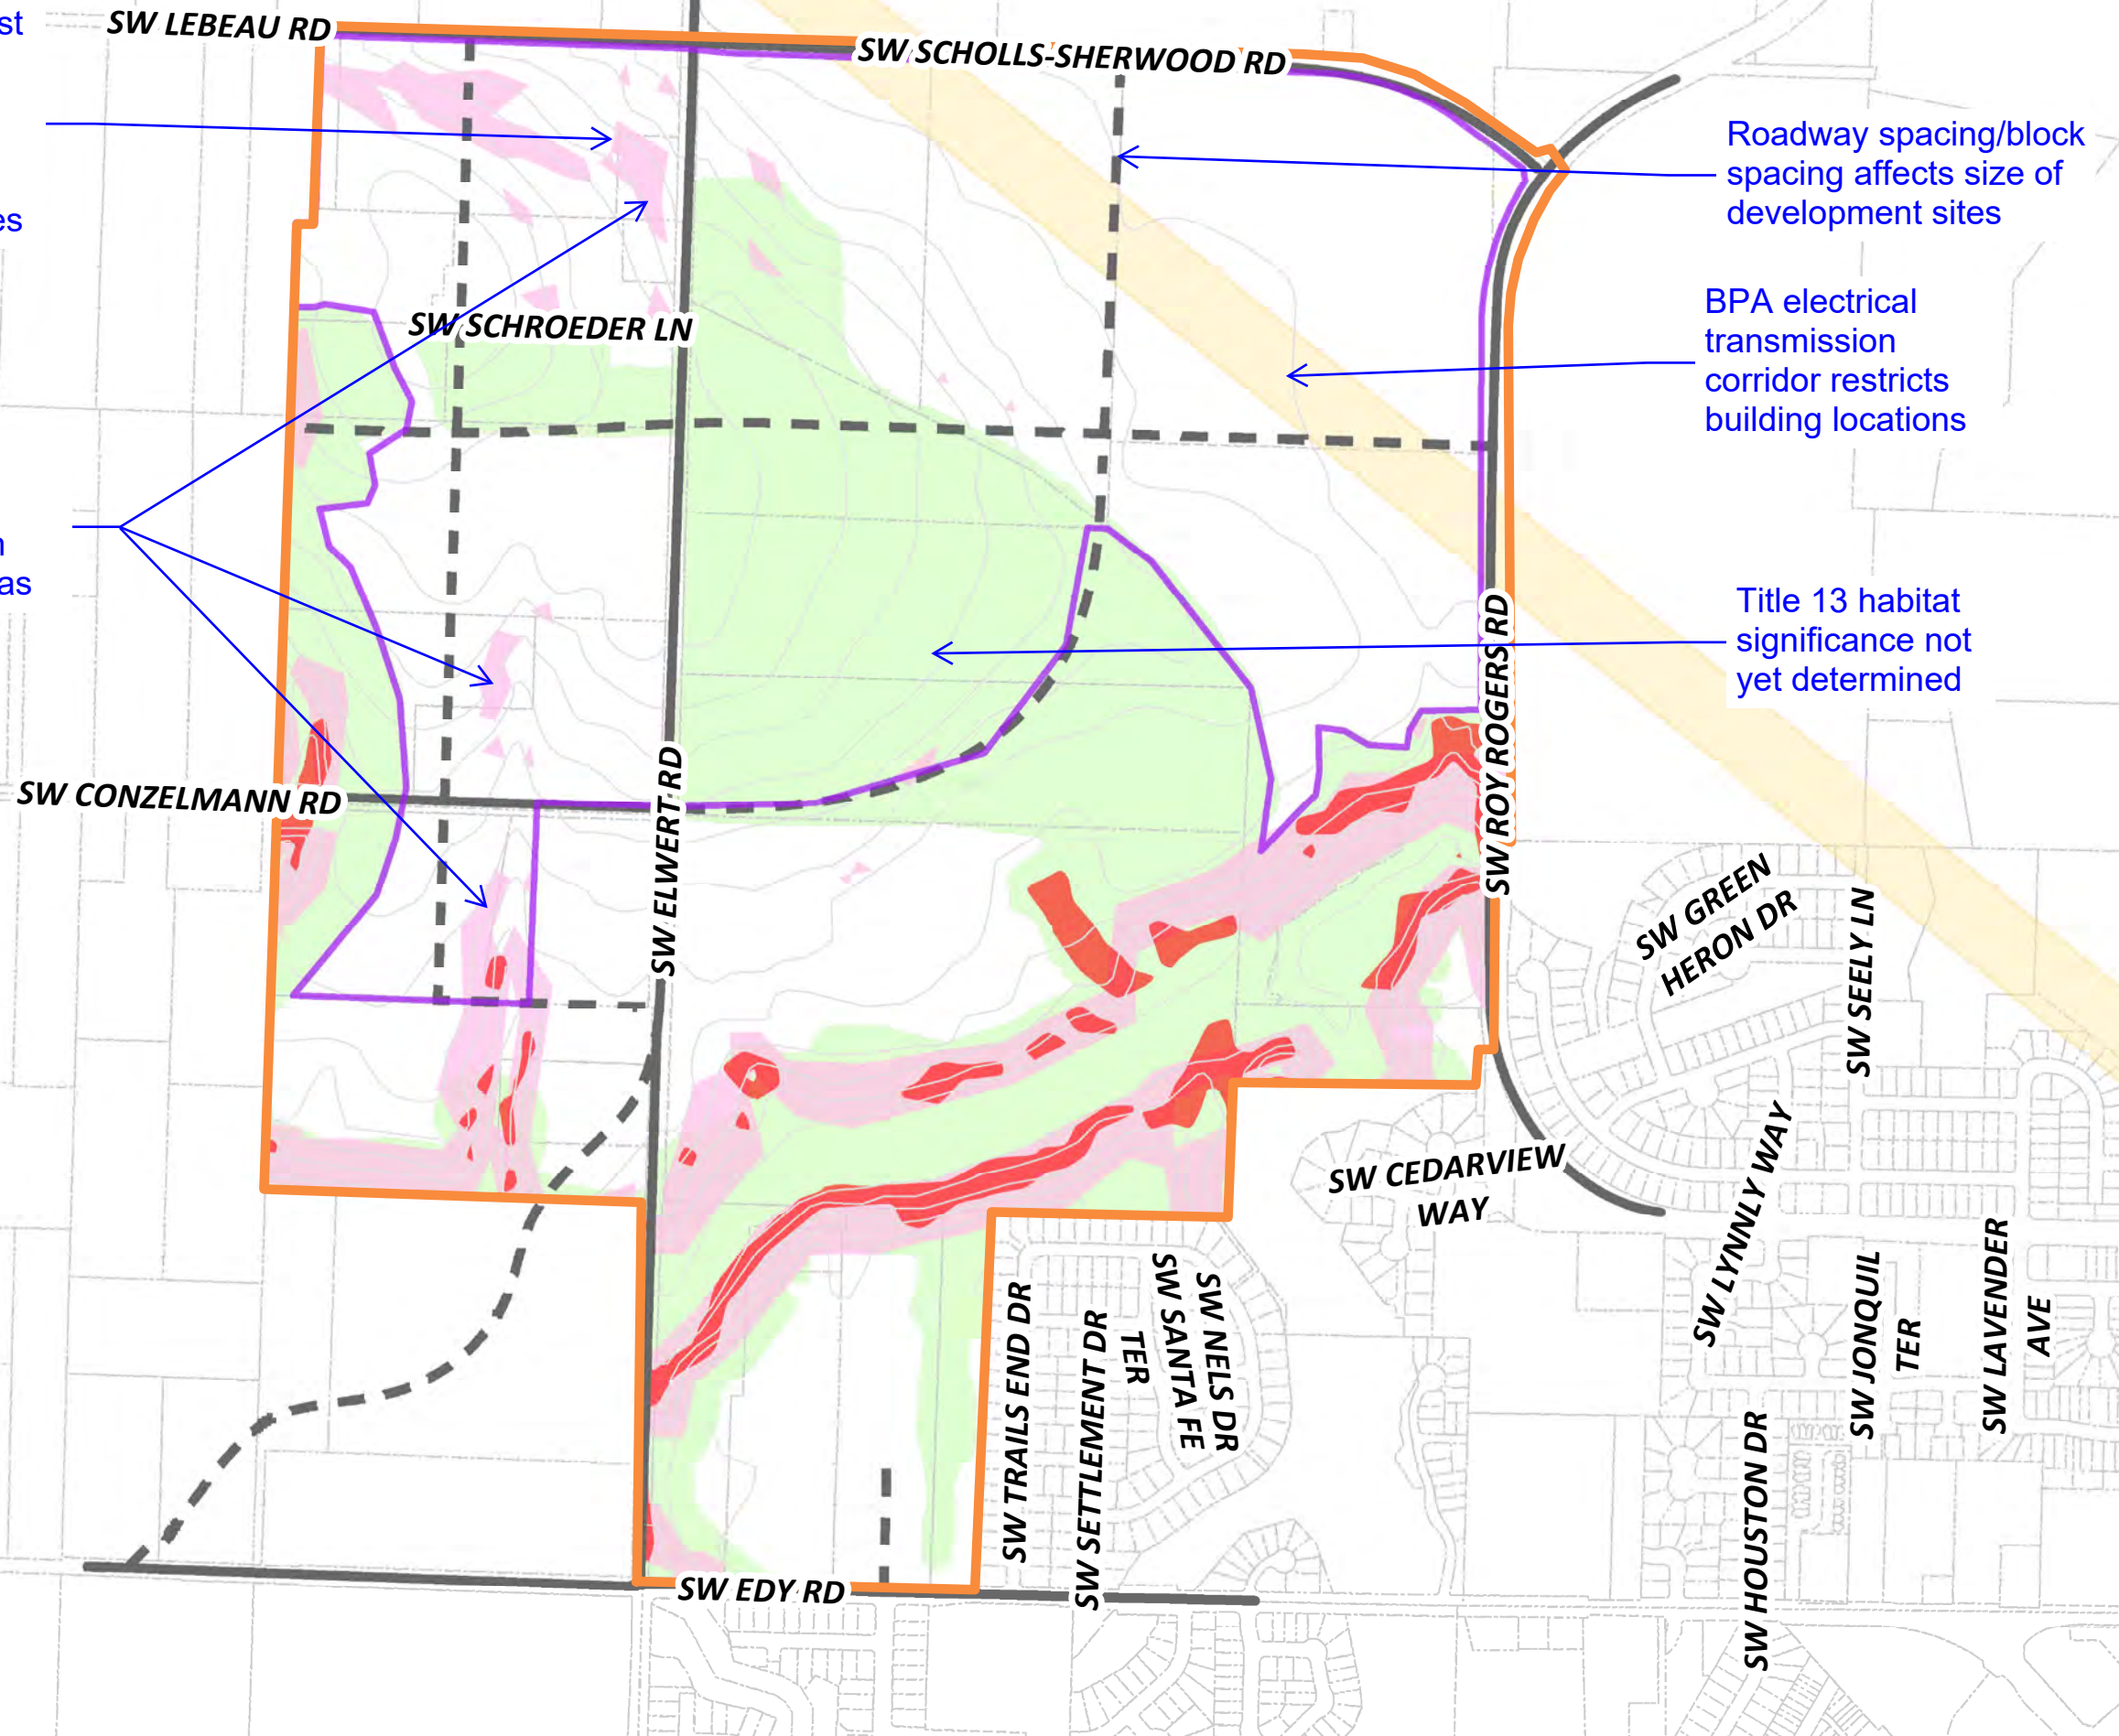 SW LEBEAU RD
SW SCHOLLS-SHERWOOD RD
Roadway spacing/block
spacing affects size of
development sites
BPA electrical
transmission
corridor restricts
building locations
SW SCHROEDER LN
Title 13 habitat
significance not
yet determined
SW ROY ROGERS RD
SW CONZELMANN RD
SW ELWERT RD
SW GREEN
HERON DR
SW SEELY LN
SW CEDARVIEW
WAY
SW LYNNLY WAY
SW TRAILS END DR
SW SETTLEMENT DR
SW SANTA FE
TER
SW NELS DR
SW JONQUIL
TER
SW LAVENDER
AVE
SW HOUSTON DR
SW EDY RD